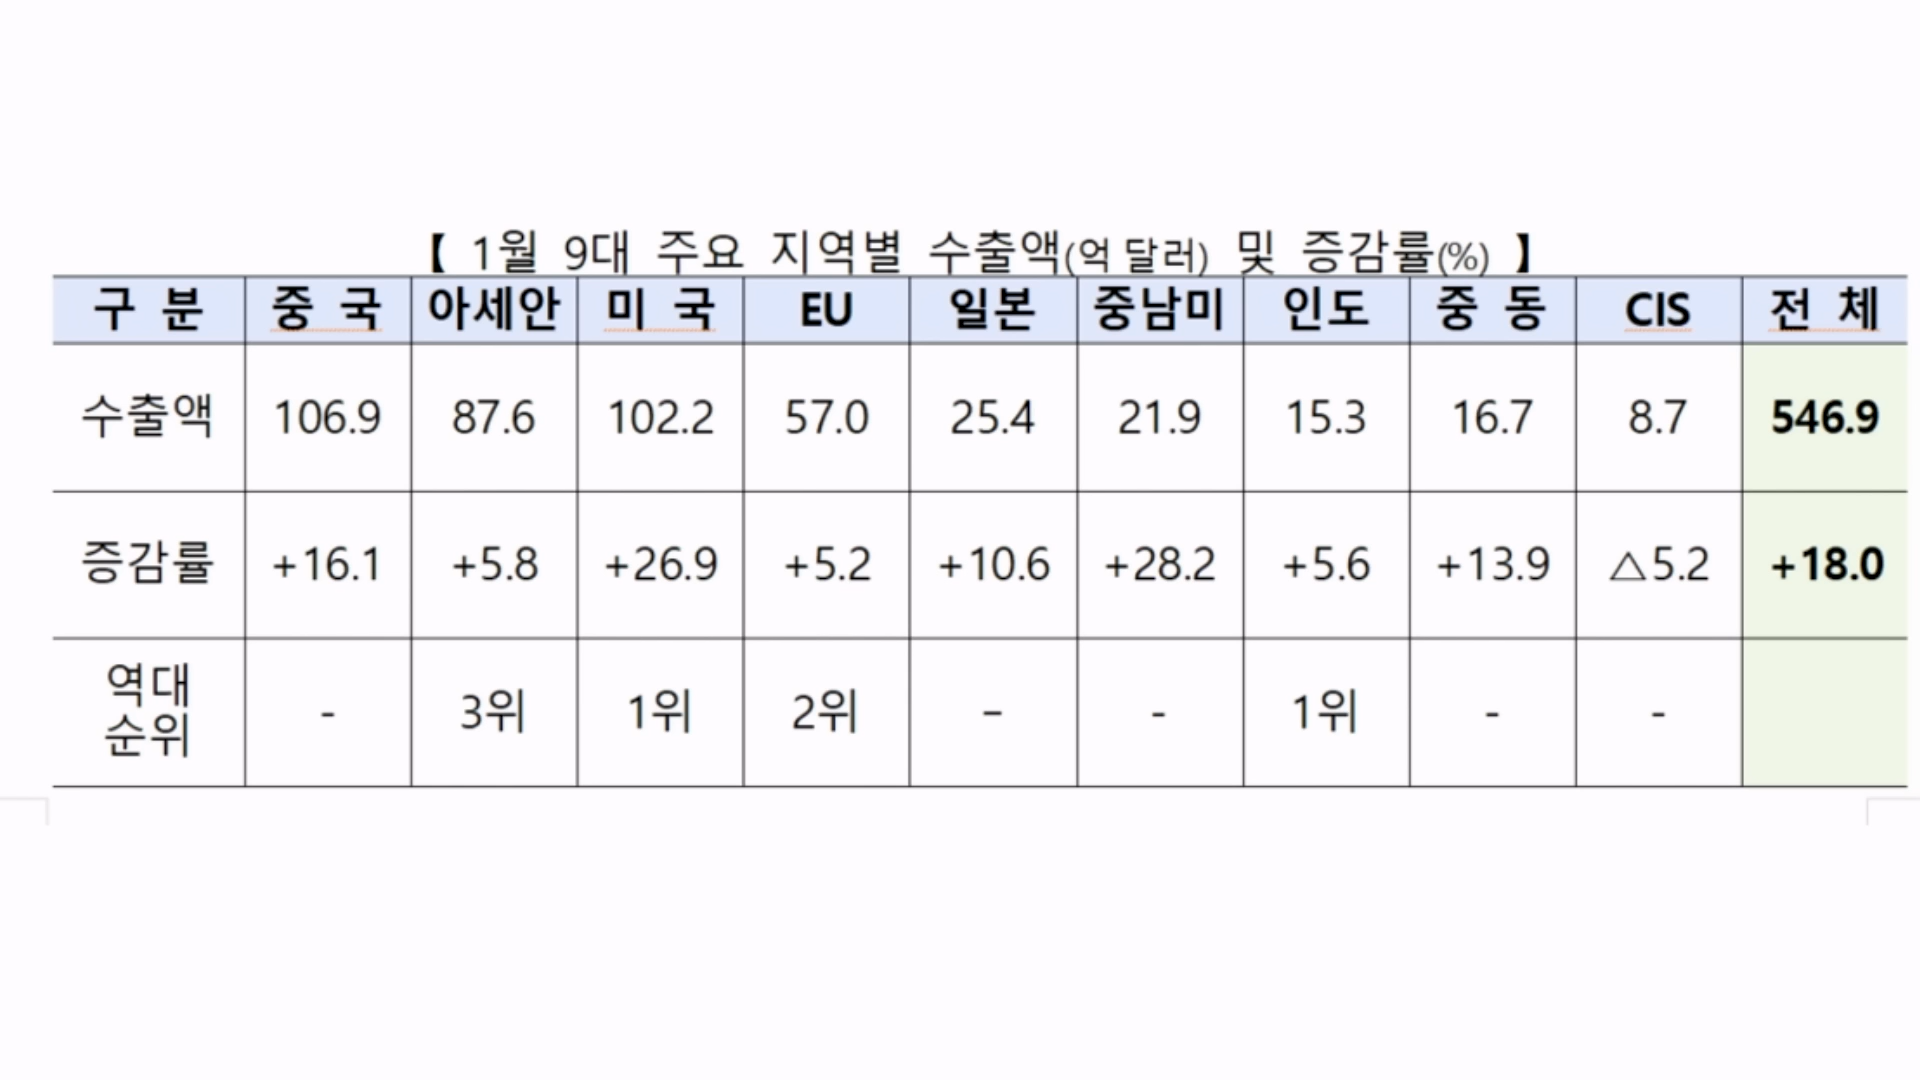 【 1월 9대 주요 지역별 수출액(억 달러) 및 증감률(%) 】
구 분 중 국 아세안 미 국 EU 일본 중남미 인도 중 동 CIS 전 체
수출액 106.9 87.6 102.2 57.0 25.4 21.9 15.3 16.7 8.7 546.9
증감률 +16.1 +5.8 +26.9 +5.2 +10.6 +28.2 +5.6 +13.9 △5.2 +18.0
역대
순위 - 3위 1위 2위 - - 1위 - -